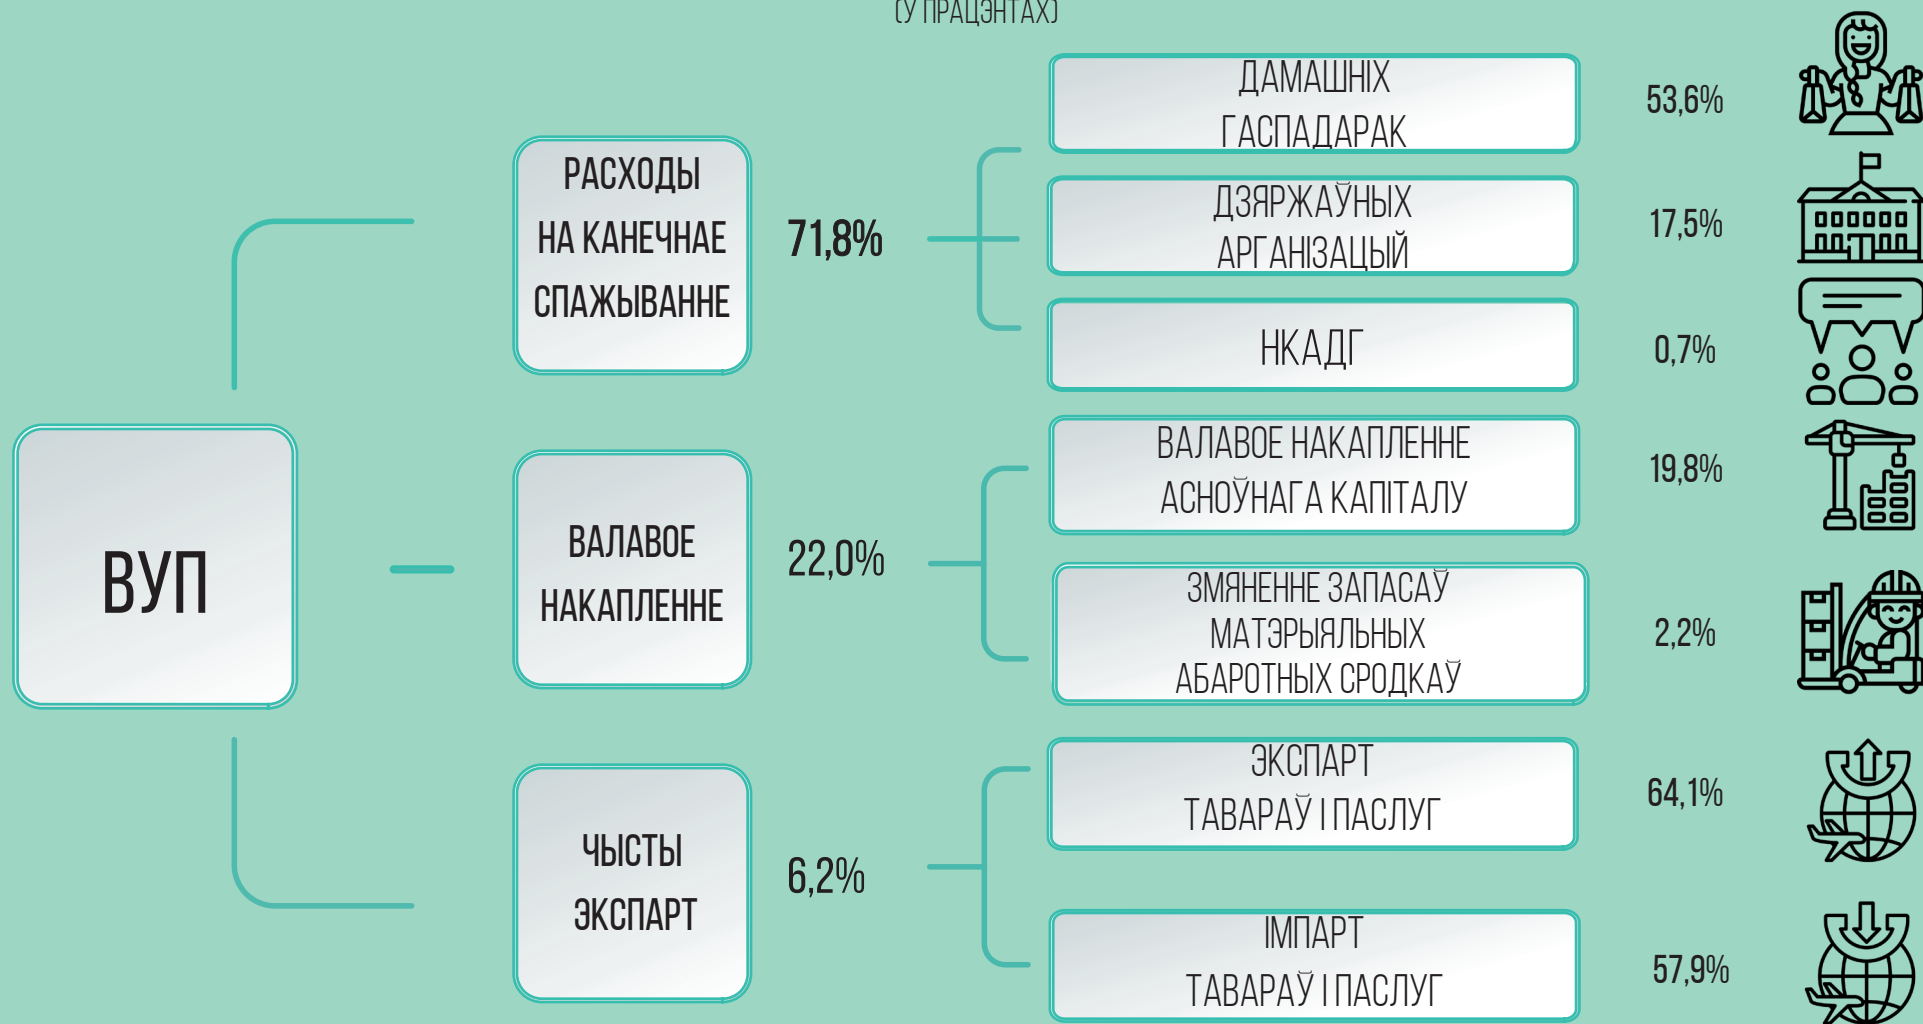 (У ПРАЦЭНТАХ)
ВУП
РАСХОДЫ
НА КАНЕЧНАЕ
СПАЖЫВАННЕ
71,8%
ДАМАШНІХ
ГАСПАДАРАК
53,6%
ДЗЯРЖАЎНЫХ
АРГАНІЗАЦЫЙ
17,5%
НКАДГ
0,7%
ВАЛАВОЕ
НАКАПЛЕННЕ
22,0%
ВАЛАВОЕ НАКАПЛЕННЕ
АСНОЎНАГА КАПІТАЛУ
19,8%
ЗМЯНЕННЕ ЗАПАСАЎ
МАТЭРЫЯЛЬНЫХ
АБАРОТНЫХ СРОДКАЎ
2,2%
ЧЫСТЫ
ЭКСПАРТ
6,2%
ЭКСПАРТ
ТАВАРАЎ І ПАСЛУГ
64,1%
ІМПАРТ
ТАВАРАЎ І ПАСЛУГ
57,9%